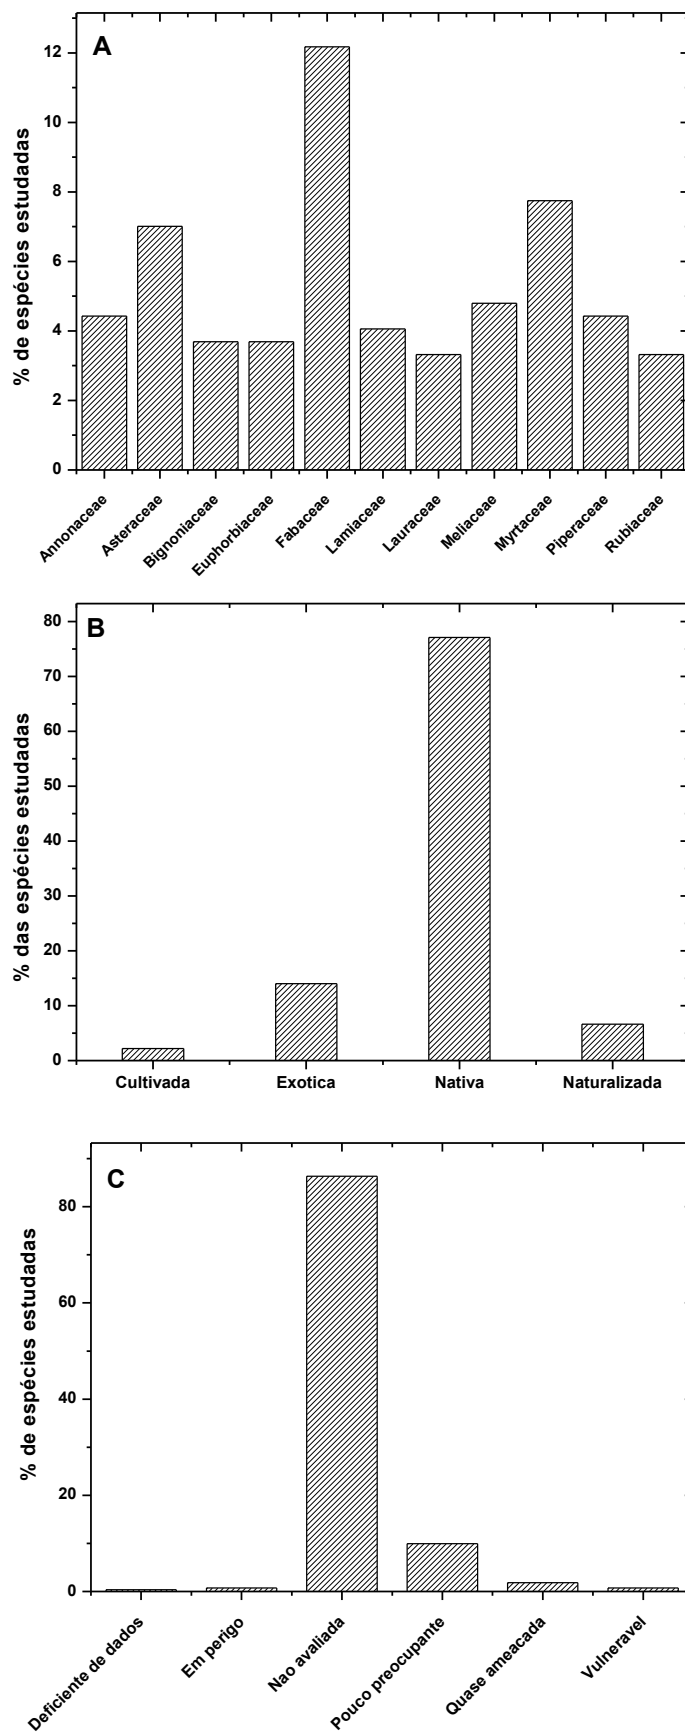 A
% de espécies estudadas
12
10
8
6
4
2
0
Annonaceae
Asteraceae
Bignoniaceae
Euphorbiaceae
Fabaceae
Lamiaceae
Lauraceae
Meliaceae
Myrtaceae
Piperaceae
Rubiaceae
B
% das espécies estudadas
80
70
60
50
40
30
20
10
0
Cultivada
Exotica
Nativa
Naturalizada
C
% de espécies estudadas
80
60
40
20
0
Deficiente de dados
Em perigo
Nao avaliada
Pouco preocupante
Quase ameacada
Vulneravel